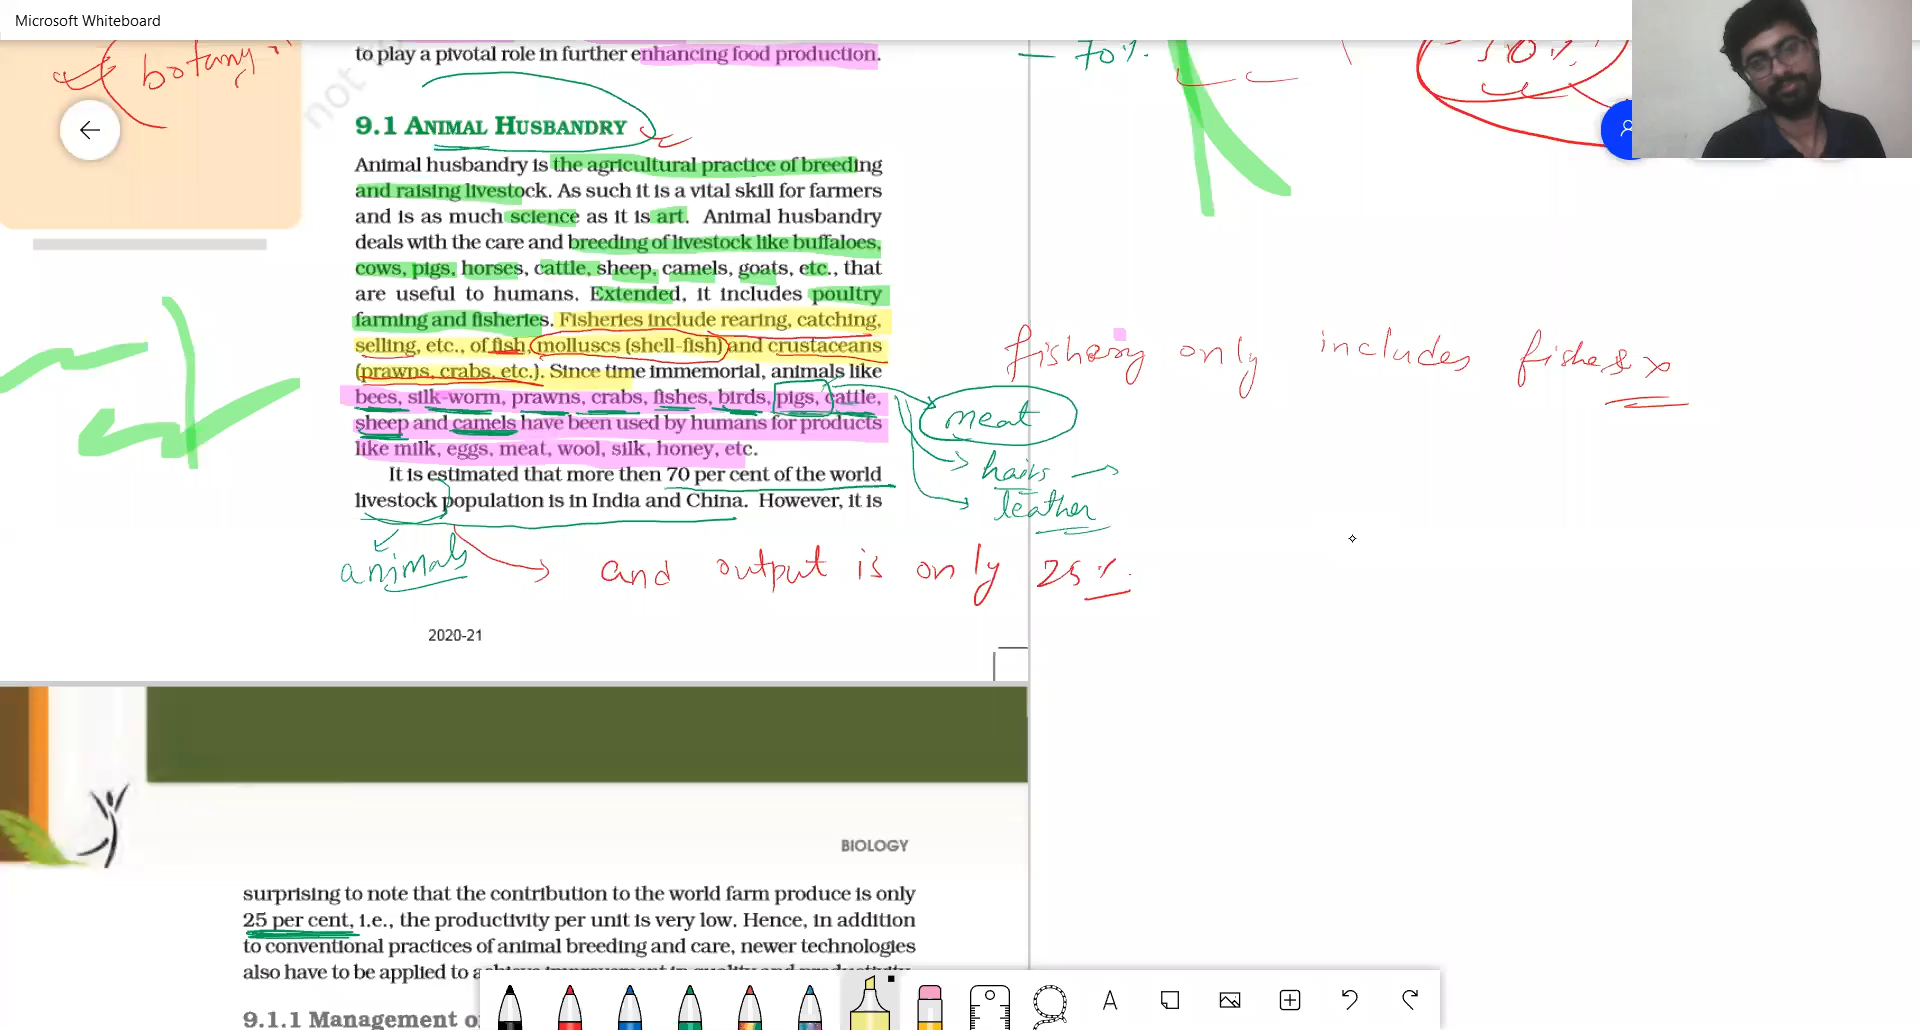 Microsoft Whiteboard
botany
not
to play a pivotal role in further enhancing food production.
— 70%.
9.1 ANIMAL HUSBANDRY
Animal husbandry is the agricultural practice of breeding
and raising livestock. As such it is a vital skill for farmers
and is as much science as it is art. Animal husbandry
deals with the care and breeding of livestock like buffaloes,
cows, pigs, horses, cattle, sheep, camels, goats, etc., that
are useful to humans. Extended, it includes poultry
farming and fisheries. Fisheries include rearing, catching,
selling, etc., of fish, molluscs (shell-fish) and crustaceans
(prawns, crabs, etc.). Since time immemorial, animals like
bees, silk-worm, prawns, crabs, fishes, birds, pigs, cattle,
sheep and camels have been used by humans for products
like milk, eggs, meat, wool, silk, honey, etc.
It is estimated that more then 70 per cent of the world
livestock population is in India and China. However, it is
fishery only includes fishes x
meat
hairs
leather
animals
and output is only 25%.
2020-21
BIOLOGY
surprising to note that the contribution to the world farm produce is only
25 per cent, i.e., the productivity per unit is very low. Hence, in addition
to conventional practices of animal breeding and care, newer technologies
also have to be applied to achieve improvement in quality and productivity.
9.1.1 Management o